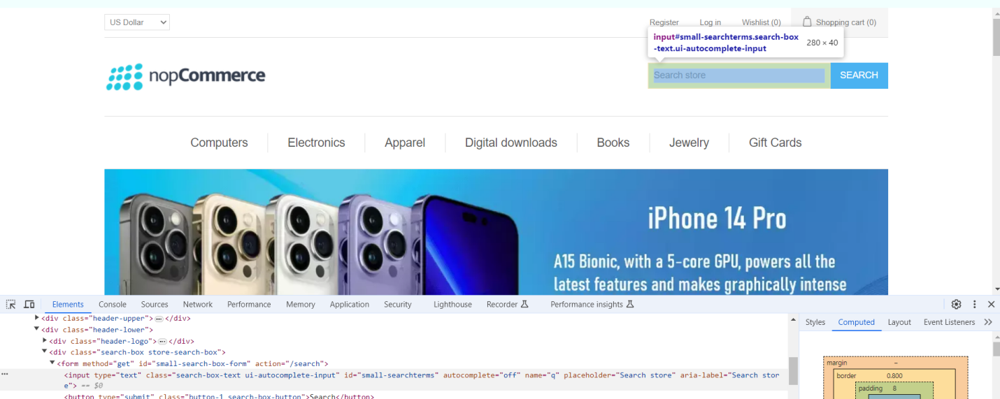 US Dollar
Register Log in Wishlist (0) Shopping cart (0)
input#small-searchterms.search-box
-text.ui-autocomplete-input
280 × 40
nopCommerce
Search store
SEARCH
Computers Electronics Apparel Digital downloads Books Jewelry Gift Cards
iPhone 14 Pro
A15 Bionic, with a 5-core GPU, powers all the
latest features and makes graphically intense
Elements Console Sources Network Performance Memory Application Security Lighthouse Recorder Performance insights
<div class="header-upper"> … </div>
<div class="header-lower">
<div class="header-logo"> … </div>
<div class="search-box store-search-box">
<form method="get" id="small-search-box-form" action="/search">
<input type="text" class="search-box-text ui-autocomplete-input" id="small-searchterms" autocomplete="off" name="q" placeholder="Search store" aria-label="Search stor
e"> == $0
<button type="submit" class="button-1 search-box-button">Search</button>
Styles Computed Layout Event Listeners
margin –
border 0.800
padding 8